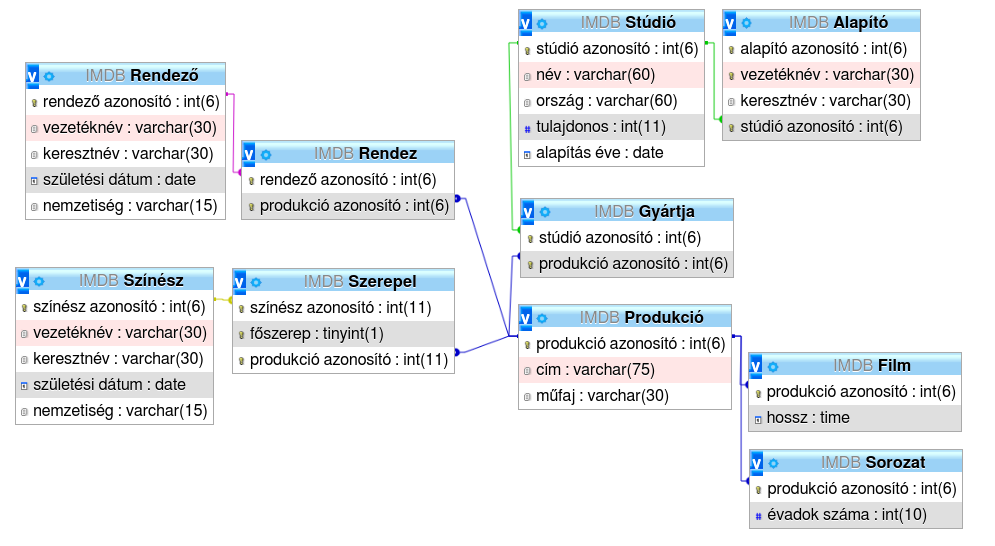 IMDB Rendező
rendező azonosító : int(6)
vezetéknév : varchar(30)
keresztnév : varchar(30)
születési dátum : date
nemzetiség : varchar(15)
IMDB Rendez
rendező azonosító : int(6)
produkció azonosító : int(6)
IMDB Stúdió
stúdió azonosító : int(6)
név : varchar(60)
ország : varchar(60)
tulajdonos : int(11)
alapítás éve : date
IMDB Alapító
alapító azonosító : int(6)
vezetéknév : varchar(30)
keresztnév : varchar(30)
stúdió azonosító : int(6)
IMDB Gyártja
stúdió azonosító : int(6)
produkció azonosító : int(6)
IMDB Színész
színész azonosító : int(6)
vezetéknév : varchar(30)
keresztnév : varchar(30)
születési dátum : date
nemzetiség : varchar(15)
IMDB Szerepel
színész azonosító : int(11)
főszerep : tinyint(1)
produkció azonosító : int(11)
IMDB Produkció
produkció azonosító : int(6)
cím : varchar(75)
műfaj : varchar(30)
IMDB Film
produkció azonosító : int(6)
hossz : time
IMDB Sorozat
produkció azonosító : int(6)
évadok száma : int(10)